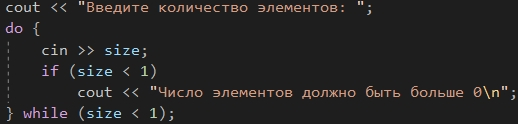 cout << "Введите количество элементов: ";
do {
    cin >> size;
    if (size < 1)
        cout << "Число элементов должно быть больше 0\n";
} while (size < 1);